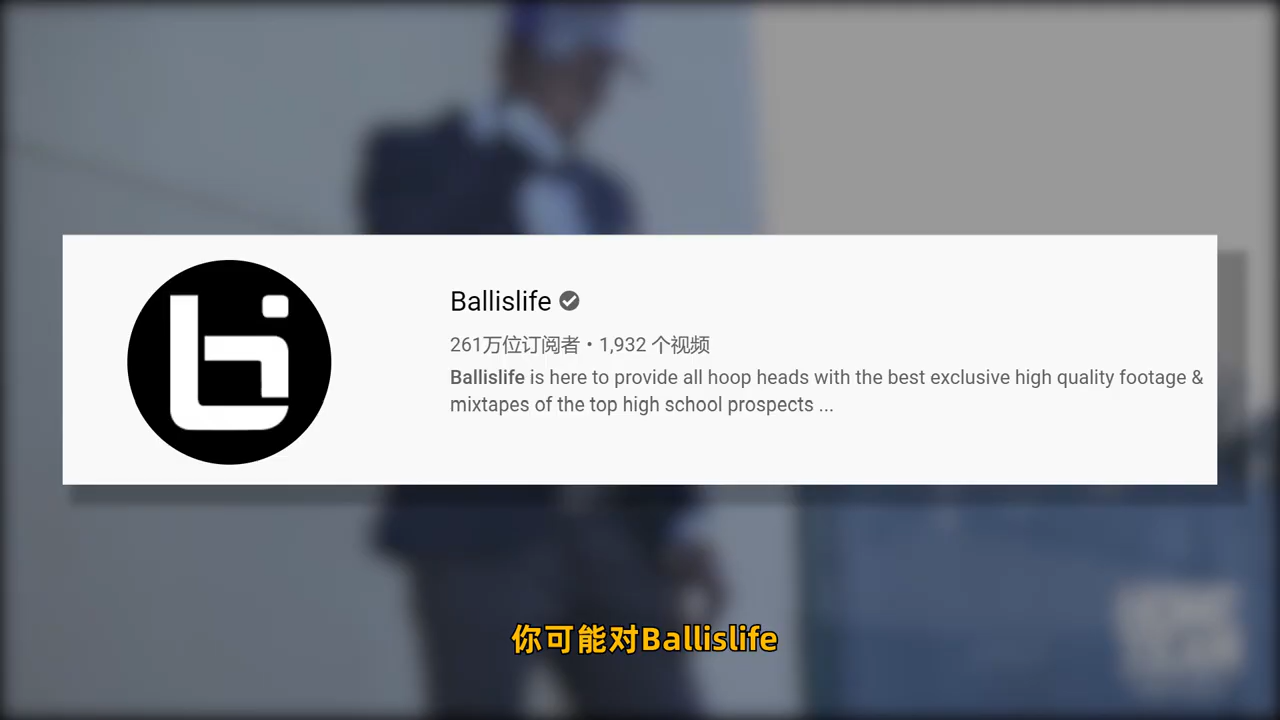 Ballislife
261万位订阅者 • 1,932 个视频
Ballislife is here to provide all hoop heads with the best exclusive high quality footage &
mixtapes of the top high school prospects ...
你可能对Ballislife